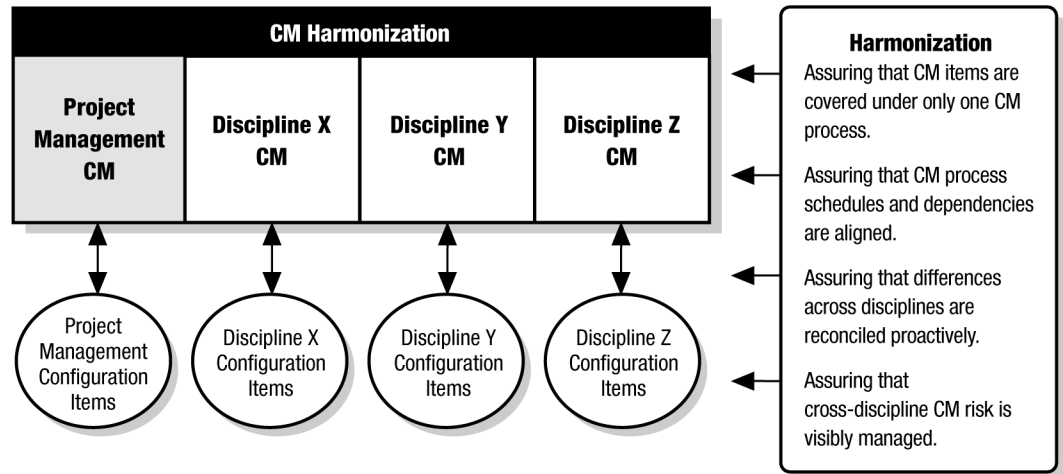 CM Harmonization
Project
Management
CM
Discipline X
CM
Discipline Y
CM
Discipline Z
CM
Project
Management
Configuration
Items
Discipline X
Configuration
Items
Discipline Y
Configuration
Items
Discipline Z
Configuration
Items
Harmonization
Assuring that CM items are
covered under only one CM
process.
Assuring that CM process
schedules and dependencies
are aligned.
Assuring that differences
across disciplines are
reconciled proactively.
Assuring that
cross-discipline CM risk is
visibly managed.